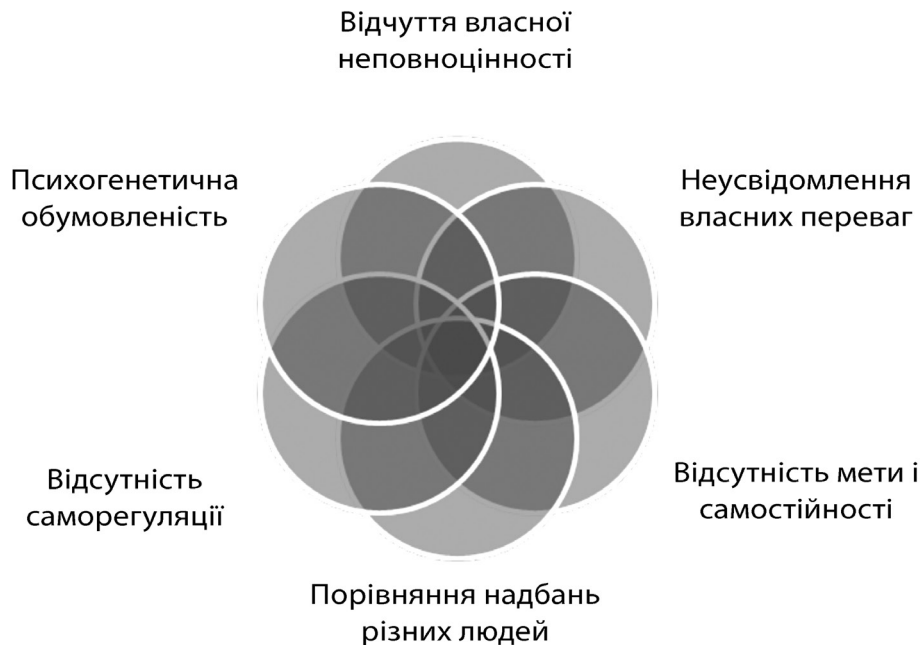 Відчуття власної
неповноцінності
Психогенетична
обумовленість
Неусвідомлення
власних переваг
Відсутність
саморегуляції
Відсутність мети і
самостійності
Порівняння надбань
різних людей